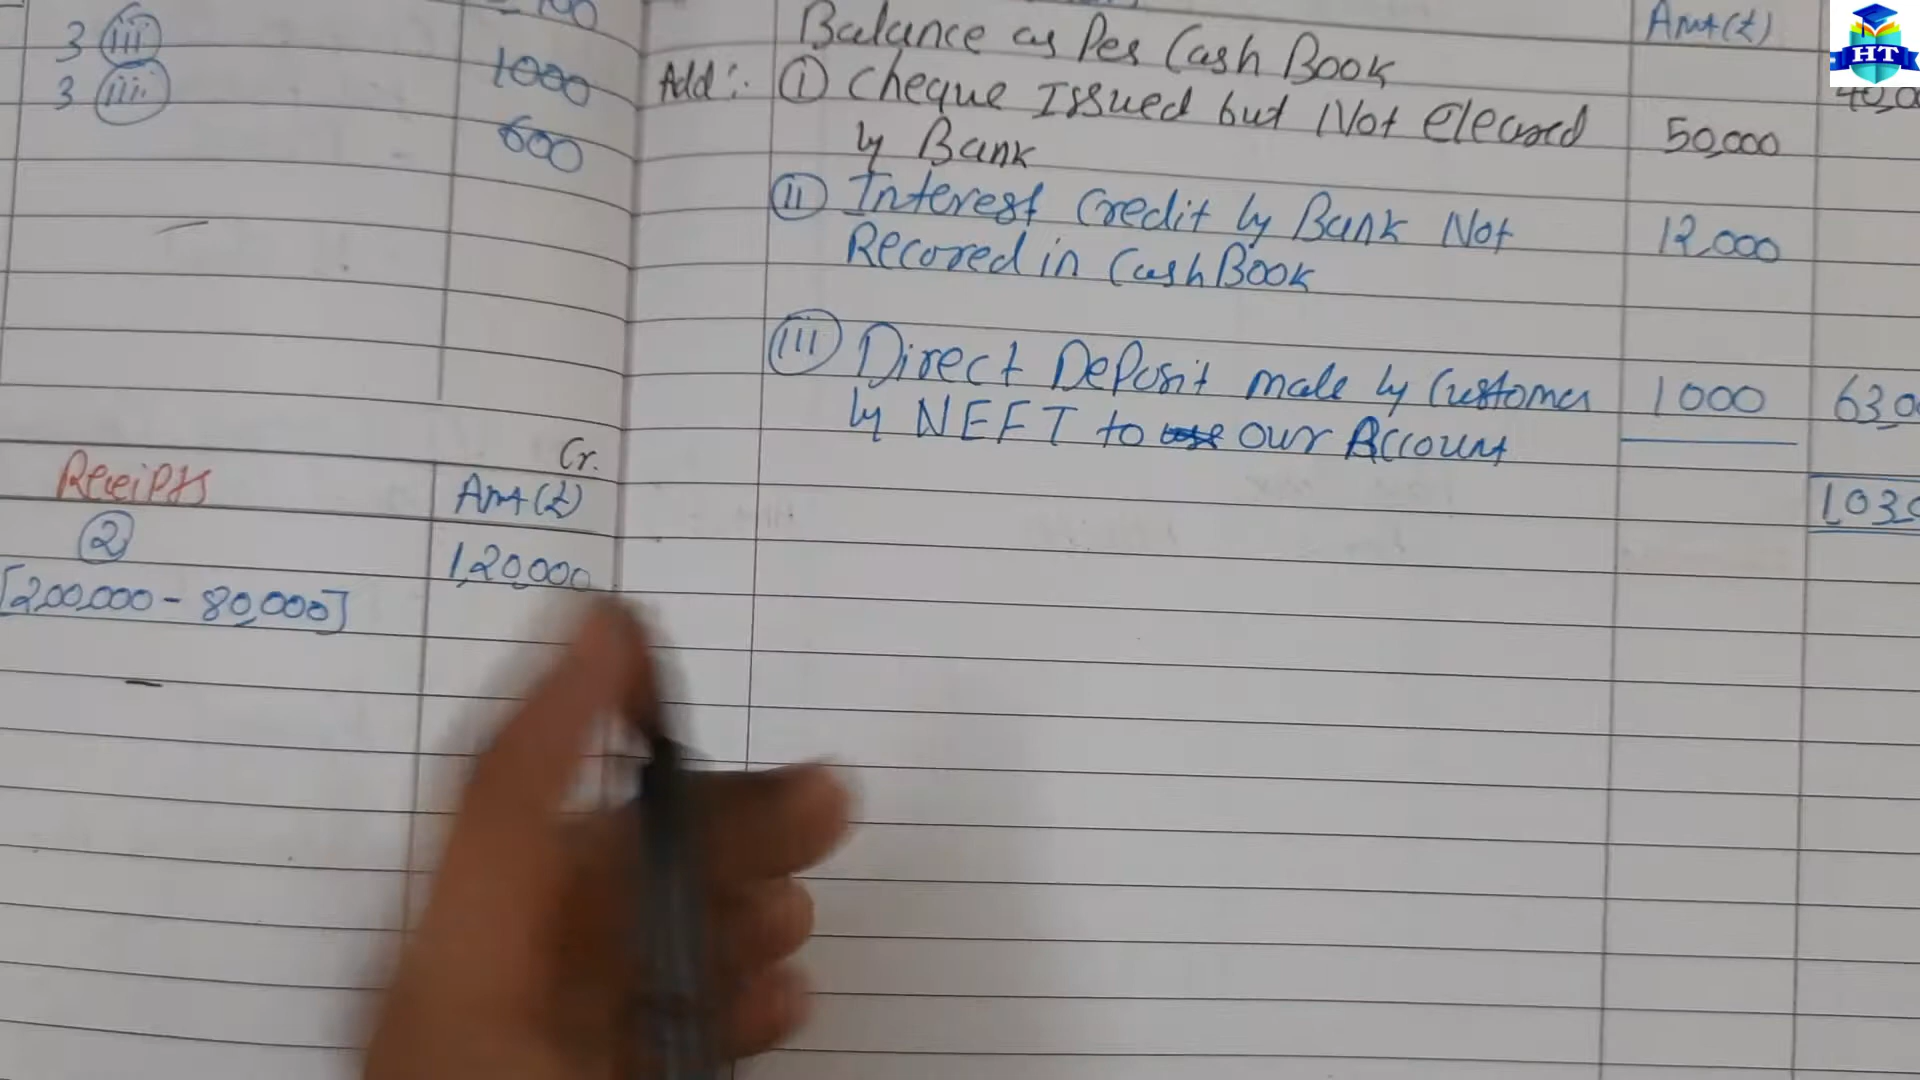 3 (iii)
1000
3 (iii)
600
Receipts
Cr.
Amt (₹)
②
1,20,000
[200,000 - 80,000]
Amt (₹)
Balance as Per Cash Book
Add:- ① Cheque Issued but Not Cleared
by Bank
50,000
ⓘⓘ Interest Credit by Bank Not
Recored in Cash Book
12,000
(iii) Direct Deposit made by Customer
by NEFT to our Account
1000
HT